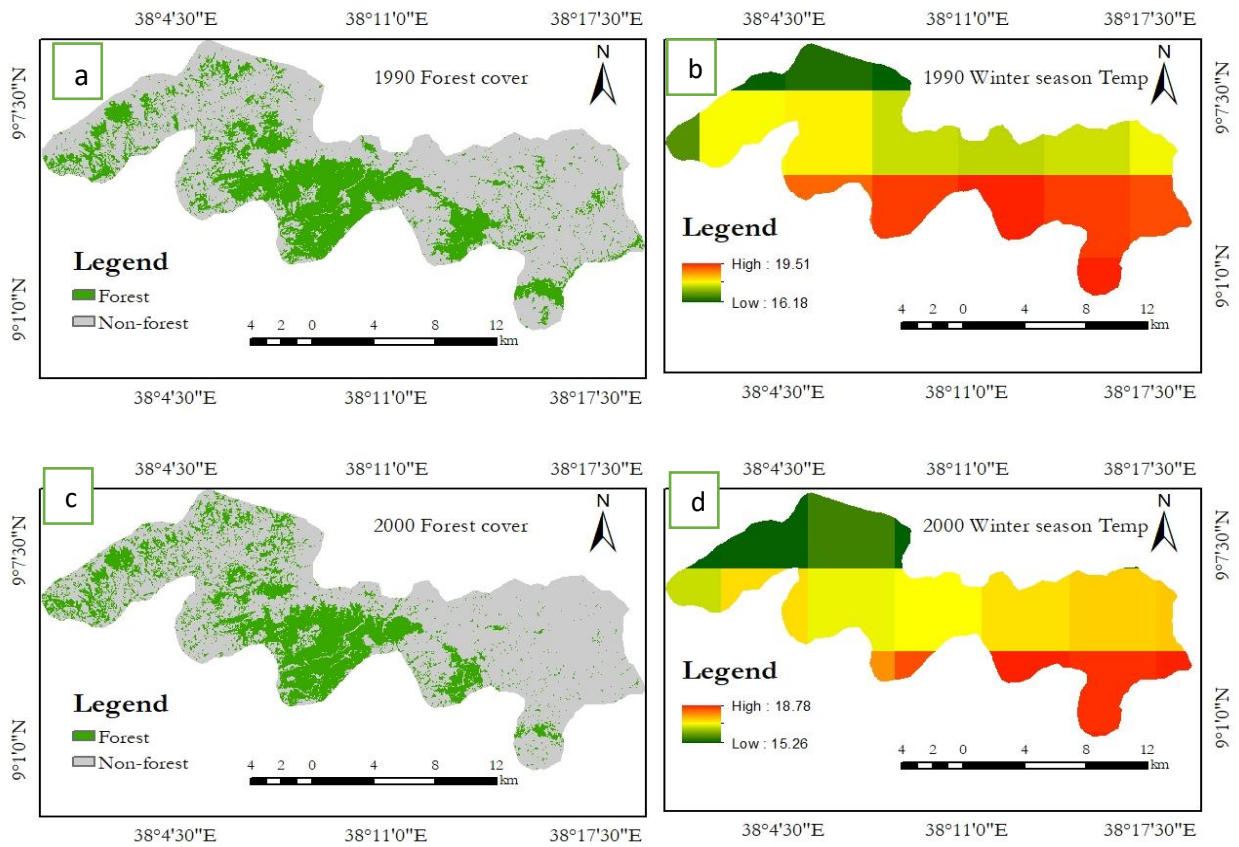 38°4'30"E 38°11'0"E 38°17'30"E
38°4'30"E 38°11'0"E 38°17'30"E
a
1990 Forest cover
N
9°7'30"N
Legend
Forest
Non-forest
9°1'0"N
4 2 0 4 8 12
km
b
1990 Winter season Temp
N
9°7'30"N
Legend
High : 19.51
Low : 16.18
9°1'0"N
4 2 0 4 8 12
km
38°4'30"E 38°11'0"E 38°17'30"E
38°4'30"E 38°11'0"E 38°17'30"E
38°4'30"E 38°11'0"E 38°17'30"E
38°4'30"E 38°11'0"E 38°17'30"E
c
2000 Forest cover
N
9°7'30"N
Legend
Forest
Non-forest
9°1'0"N
4 2 0 4 8 12
km
d
2000 Winter season Temp
N
9°7'30"N
Legend
High : 18.78
Low : 15.26
9°1'0"N
4 2 0 4 8 12
km
38°4'30"E 38°11'0"E 38°17'30"E
38°4'30"E 38°11'0"E 38°17'30"E